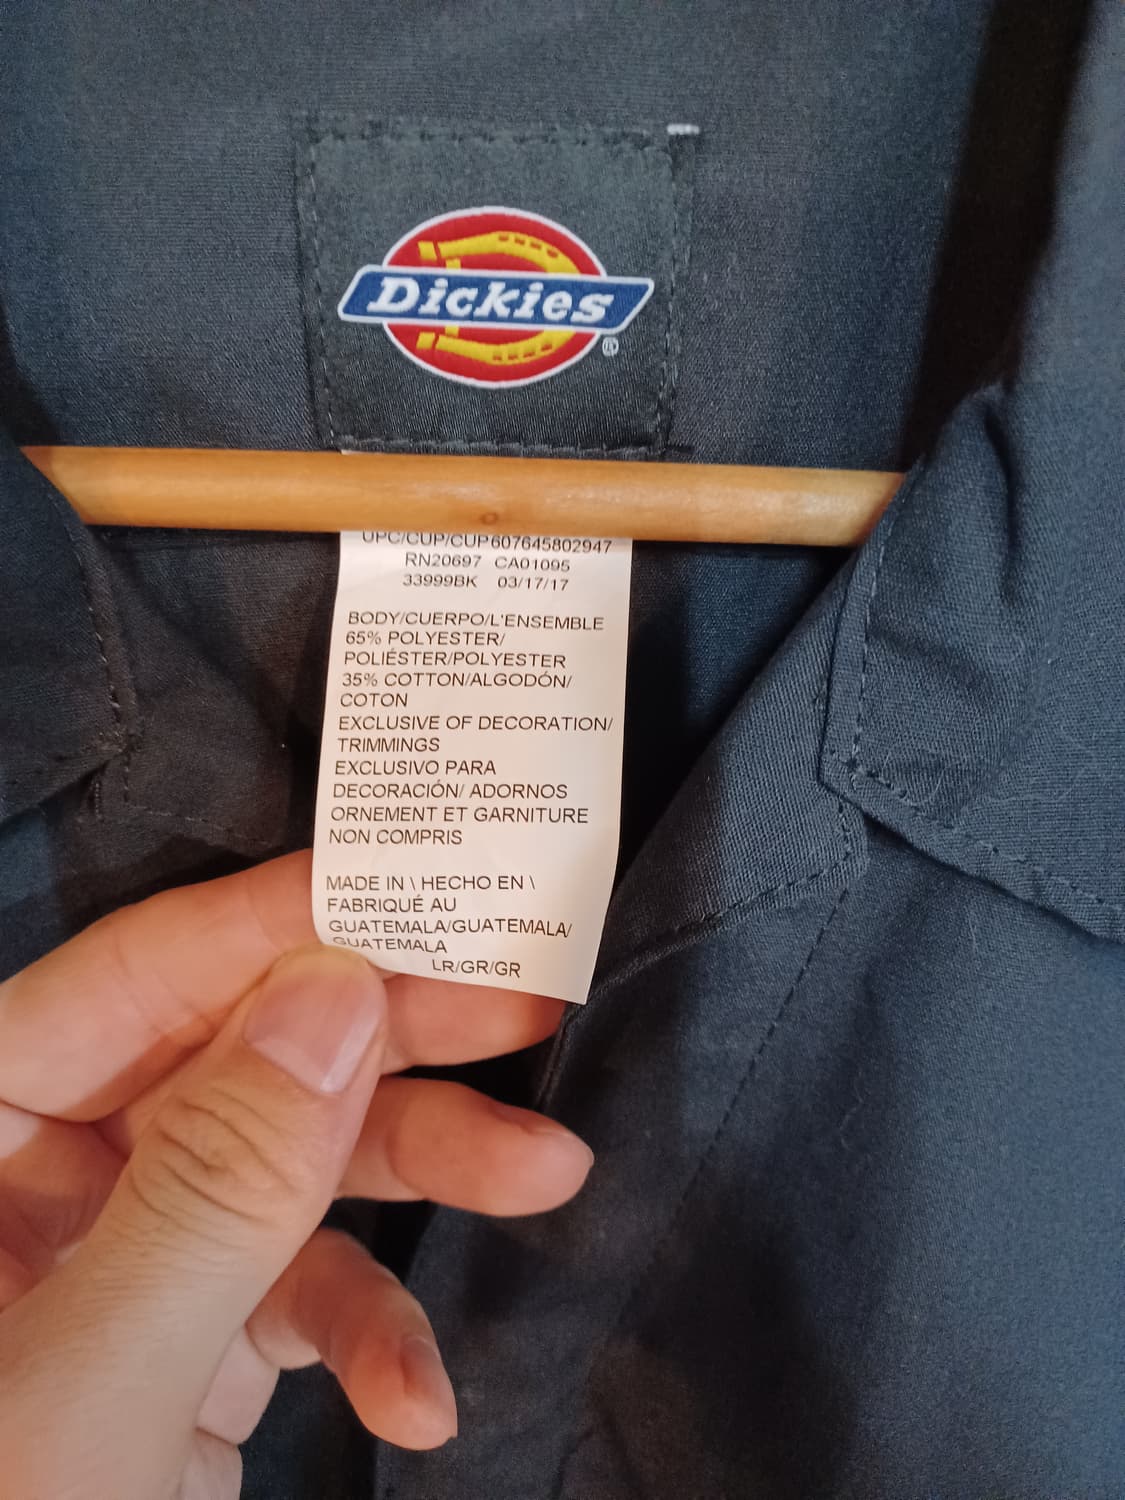 Dickies
®
UPC/CUP/CUP607645802947
RN20697 CA01095
33999BK 03/17/17
BODY/CUERPO/L'ENSEMBLE
65% POLYESTER/
POLIÉSTER/POLYESTER
35% COTTON/ALGODÓN/
COTON
EXCLUSIVE OF DECORATION/
TRIMMINGS
EXCLUSIVO PARA
DECORACIÓN/ ADORNOS
ORNEMENT ET GARNITURE
NON COMPRIS
MADE IN \ HECHO EN \
FABRIQUÉ AU
GUATEMALA/GUATEMALA/
GUATEMALA
LR/GR/GR